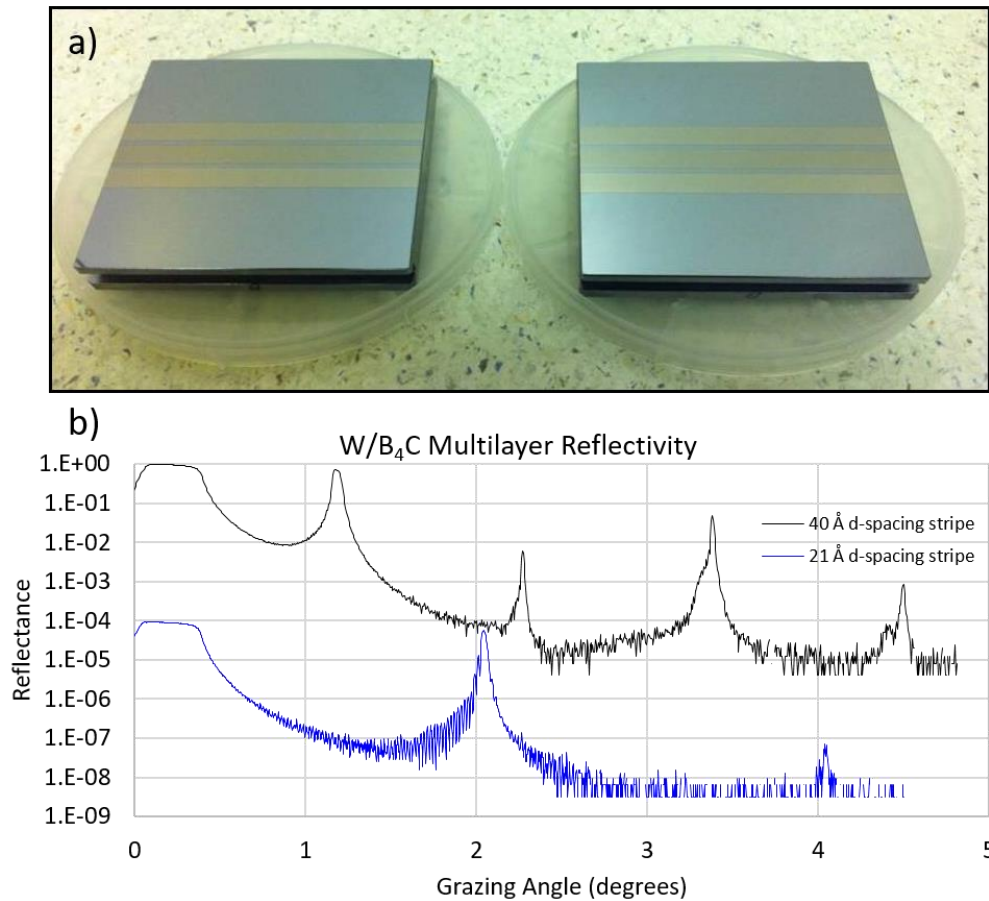 a)
b)
W/B₄C Multilayer Reflectivity
1.E+00
1.E-01
1.E-02
1.E-03
1.E-04
1.E-05
1.E-06
1.E-07
1.E-08
1.E-09
Reflectance
40 Å d-spacing stripe
21 Å d-spacing stripe
0 1 2 3 4 5
Grazing Angle (degrees)